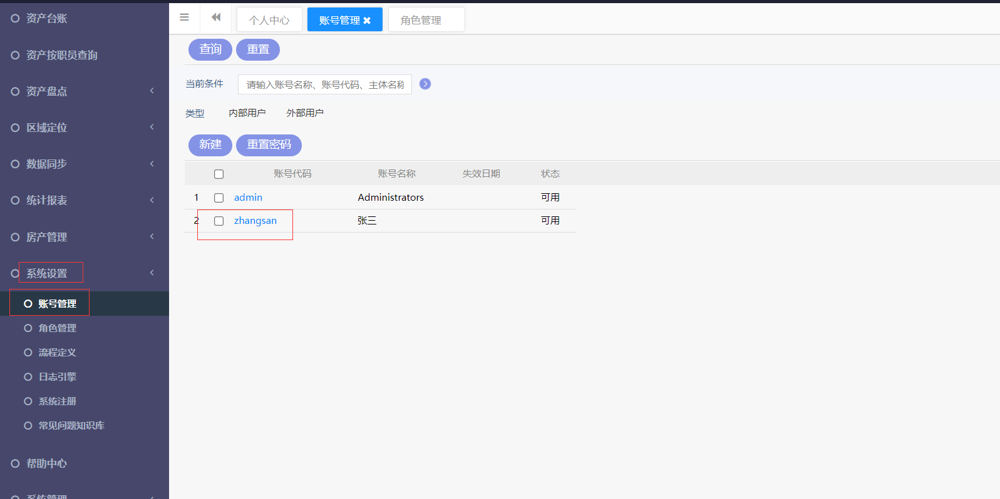 资产台账
资产按职员查询
资产盘点
区域定位
数据同步
统计报表
房产管理
系统设置
账号管理
角色管理
流程定义
日志引擎
系统注册
常见问题知识库
帮助中心
系统管理
个人中心 账号管理 角色管理
查询 重置
当前条件 请输入账号名称、账号代码、主体名称
类型 内部用户 外部用户
新建 重置密码
账号代码 账号名称 失效日期 状态
1 admin Administrators 可用
2 zhangsan 张三 可用